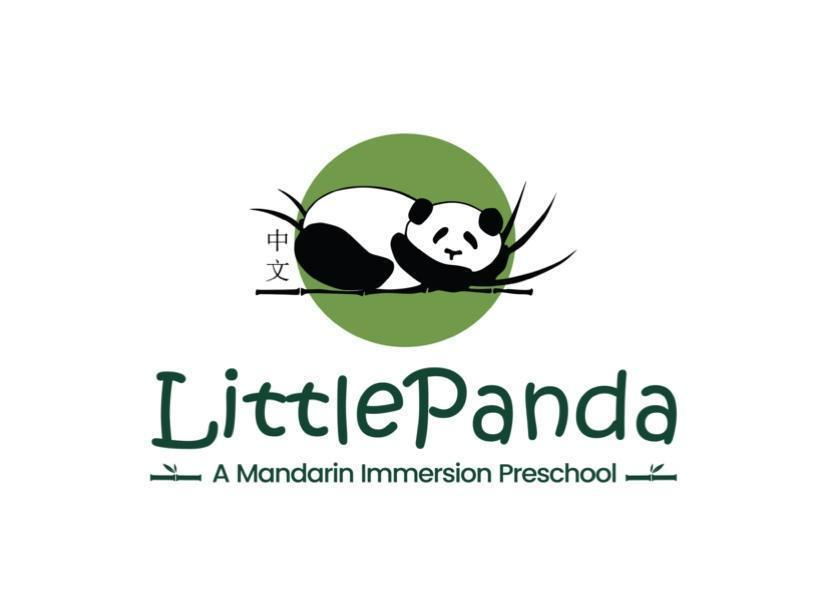 中
文
LittlePanda
A Mandarin Immersion Preschool